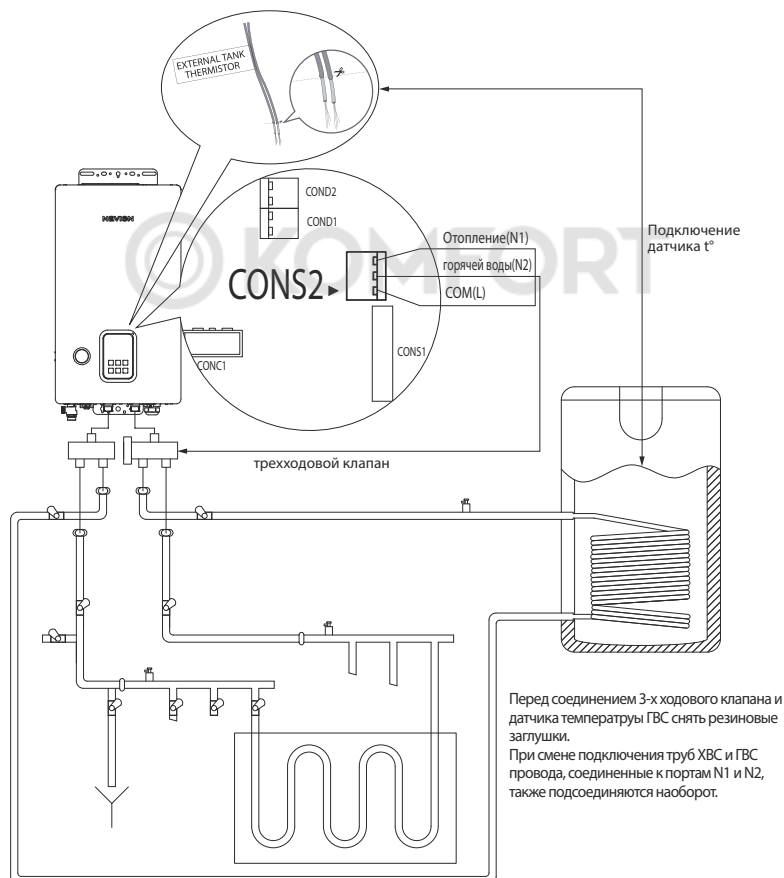 EXTERNAL TANK
THERMISTOR
NEVIEN
COND2
COND1
KOMFORT
Отопление(N1)
горячей воды(N2)
COM(L)
CONS2
CONS1
CONC1
Подключение
датчика t°
трехходовой клапан
Перед соединением 3-х ходового клапана и
датчика температруы ГВС снять резиновые
заглушки.
При смене подключения труб ХВС и ГВС
провода, соединенные к портам N1 и N2,
также подсоединяются наоборот.